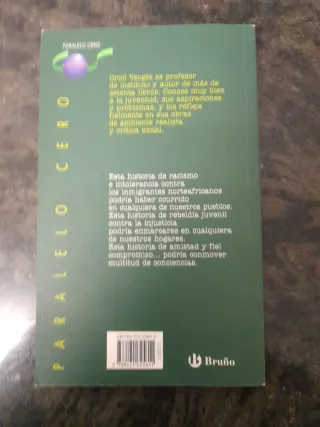 PARALELO CERO
Oriol Vergés es profesor
de instituto y autor de más de
setenta libros. Conoce muy bien
a la juventud, sus aspiraciones
y problemas, y los refleja
fielmente en sus obras
de ambiente realista
y crítica social.
PARALELO CERO
Esta historia de racismo
e intolerancia contra
los inmigrantes norteafricanos
podría haber ocurrido
en cualquiera de nuestros pueblos.
Esta historia de rebeldía juvenil
contra la injusticia
podría enmarcarse en cualquiera
de nuestros hogares.
Esta historia de amistad y fiel
compromiso... podría conmover
multitud de conciencias.
Bruño